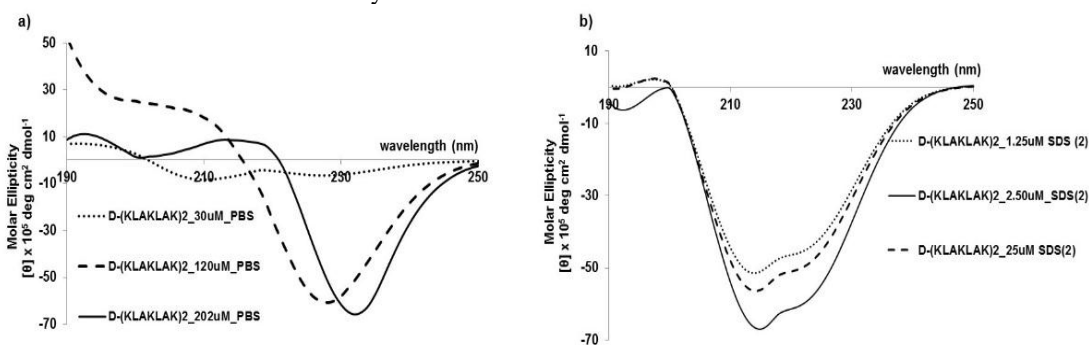 a)
50
30
10
-10
-30
-50
-70
190
210
230
250
wavelength (nm)
Molar Ellipticity
[θ] x 10⁵ deg cm² dmol⁻¹
D-(KLAKLAK)2_30uM_PBS
D-(KLAKLAK)2_120uM_PBS
D-(KLAKLAK)2_202uM_PBS
b)
10
-10
-30
-50
-70
190
210
230
250
wavelength (nm)
Molar Ellipticity
[θ] x 10⁵ deg cm² dmol⁻¹
D-(KLAKLAK)2_1.25uM SDS (2)
D-(KLAKLAK)2_2.50uM_SDS(2)
D-(KLAKLAK)2_25uM SDS(2)